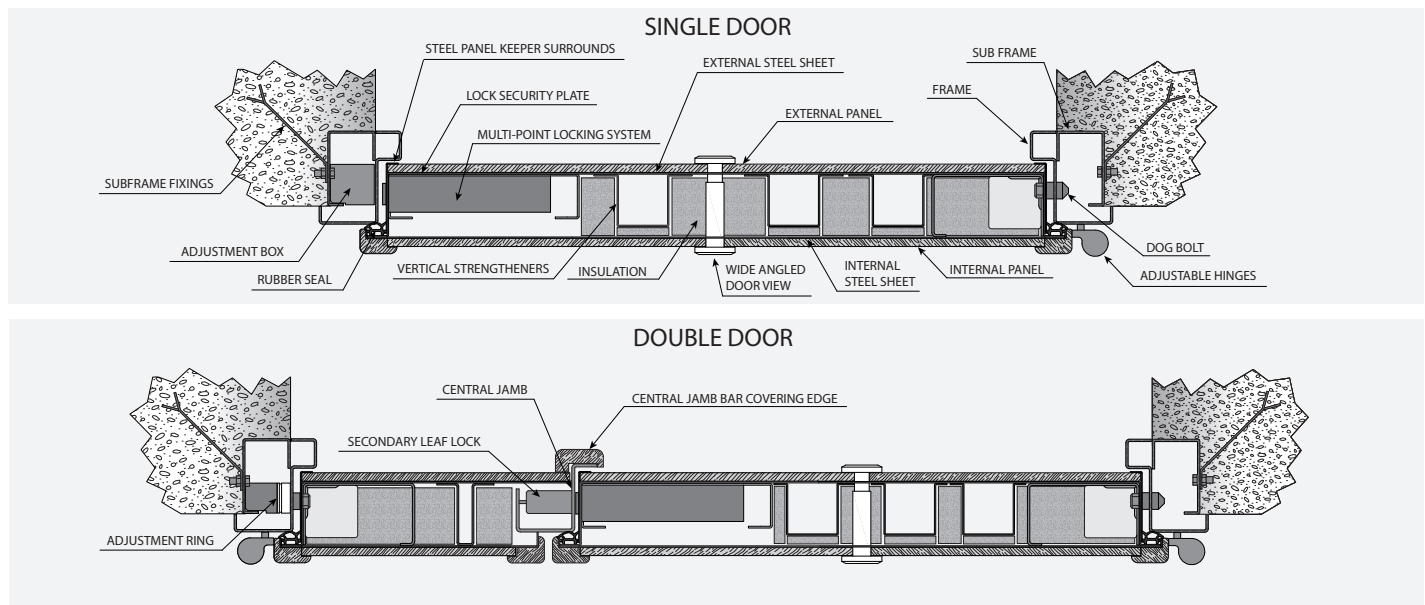 SINGLE DOOR
STEEL PANEL KEEPER SURROUNDS
SUB FRAME
EXTERNAL STEEL SHEET
LOCK SECURITY PLATE
FRAME
EXTERNAL PANEL
MULTI-POINT LOCKING SYSTEM
SUBFRAME FIXINGS
ADJUSTMENT BOX
DOG BOLT
RUBBER SEAL
VERTICAL STRENGTHENERS
INSULATION
WIDE ANGLED
DOOR VIEW
INTERNAL
STEEL SHEET
INTERNAL PANEL
ADJUSTABLE HINGES
DOUBLE DOOR
CENTRAL JAMB
CENTRAL JAMB BAR COVERING EDGE
SECONDARY LEAF LOCK
ADJUSTMENT RING